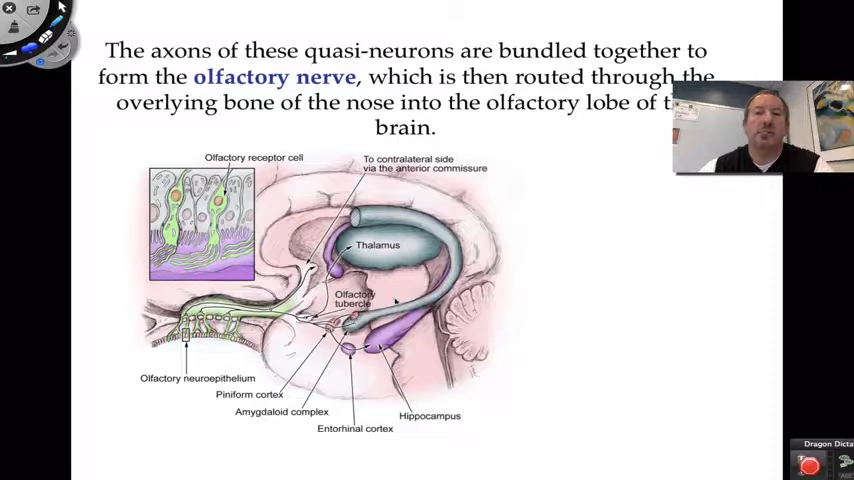 The axons of these quasi-neurons are bundled together to
form the olfactory nerve, which is then routed through the
overlying bone of the nose into the olfactory lobe of
brain.
Olfactory receptor cell
To contralateral side
via the anterior commissure
Thalamus
Olfactory
tubercle
Olfactory neuroepithelium
Piriform cortex
Amygdaloid complex
Hippocampus
Entorhinal cortex
Dragon Dicta